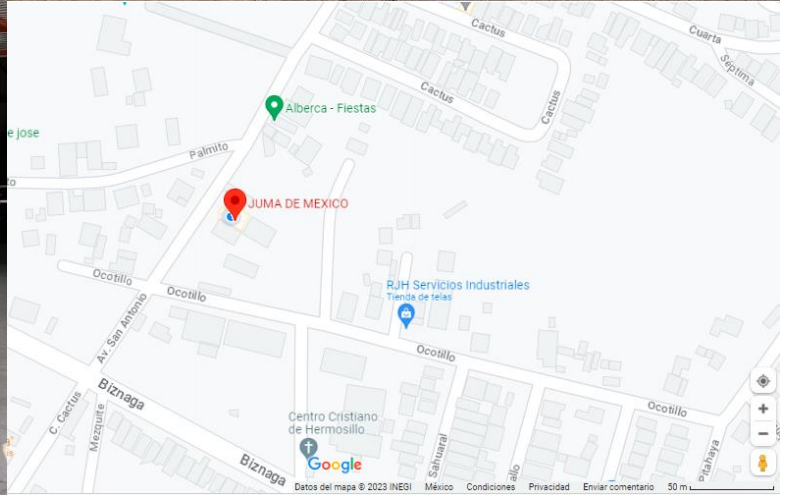 Cactus
Cuarta
Séptima
Cactus
Cactus
Alberca - Fiestas
e jose
Palmito
to
JUMA DE MEXICO
Ocotillo
Ocotillo
RJH Servicios Industriales
Tienda de telas
Av. San Antonio
Ocotillo
Biznaga
Ocotillo
C. Cactus
Mezquite
Centro Cristiano
de Hermosillo
Sahuaral
allo
Pitahaya
Biznaga
Google
Datos del mapa © 2023 INEGI México Condiciones Privacidad Enviar comentario 50 m